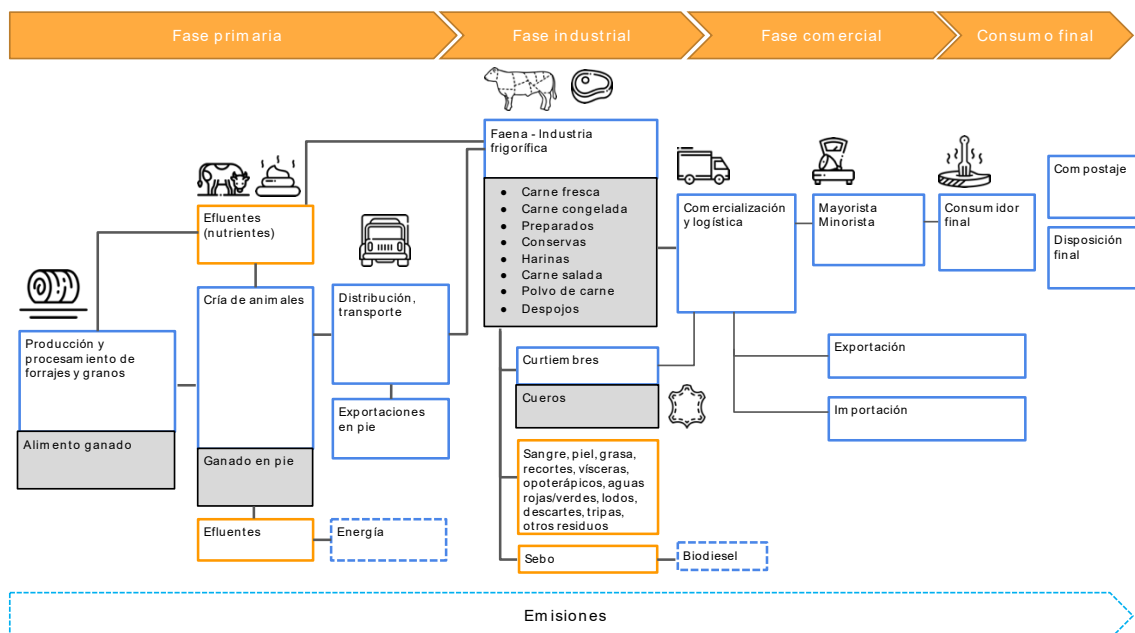 Fase primaria
Fase industrial
Fase comercial
Consumo final
Faena - Industria
frigorífica
Carne fresca
Carne congelada
Preparados
Conservas
Harinas
Carne salada
Polvo de carne
Despojos
Efluentes
(nutrientes)
Cría de animales
Ganado en pie
Efluentes
Energía
Distribución,
transporte
Exportaciones
en pie
Producción y
procesamiento de
forrajes y granos
Alimento ganado
Curtiembres
Cueros
Sangre, piel, grasa,
recortes, vísceras,
opoterápicos, aguas
rojas/verdes, lodos,
descartes, tripas,
otros residuos
Sebo
Biodiesel
Comercialización
y logística
Mayorista
Minorista
Consumidor
final
Compostaje
Disposición
final
Exportación
Importación
Emisiones